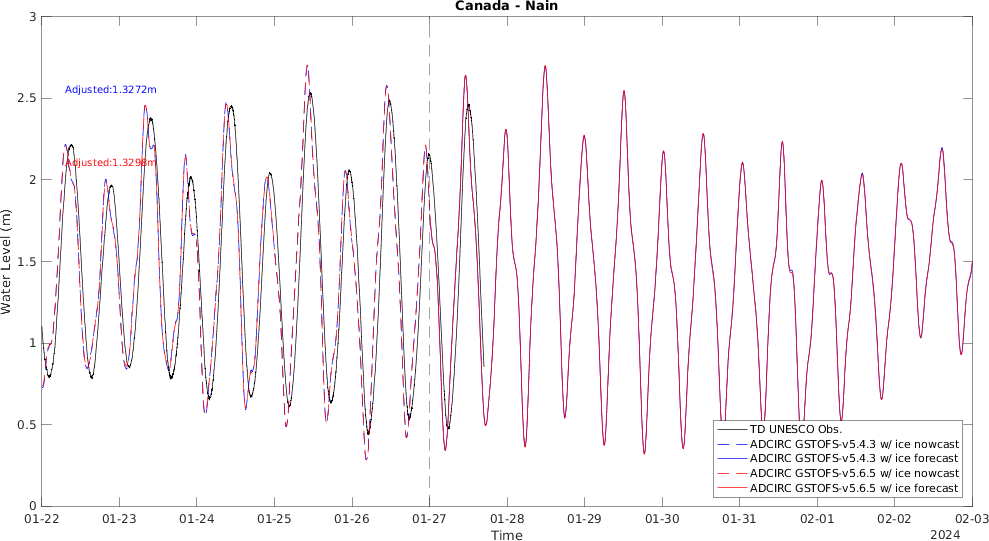 Canada - Nain
3
2.5
2
1.5
1
0.5
0
Water Level (m)
Adjusted:1.3272m
Adjusted:1.3298m
TD UNESCO Obs.
ADCIRC GSTOFS-v5.4.3 w/ ice nowcast
ADCIRC GSTOFS-v5.4.3 w/ ice forecast
ADCIRC GSTOFS-v5.6.5 w/ ice nowcast
ADCIRC GSTOFS-v5.6.5 w/ ice forecast
01-22 01-23 01-24 01-25 01-26 01-27 01-28 01-29 01-30 01-31 02-01 02-02 02-03
Time
2024